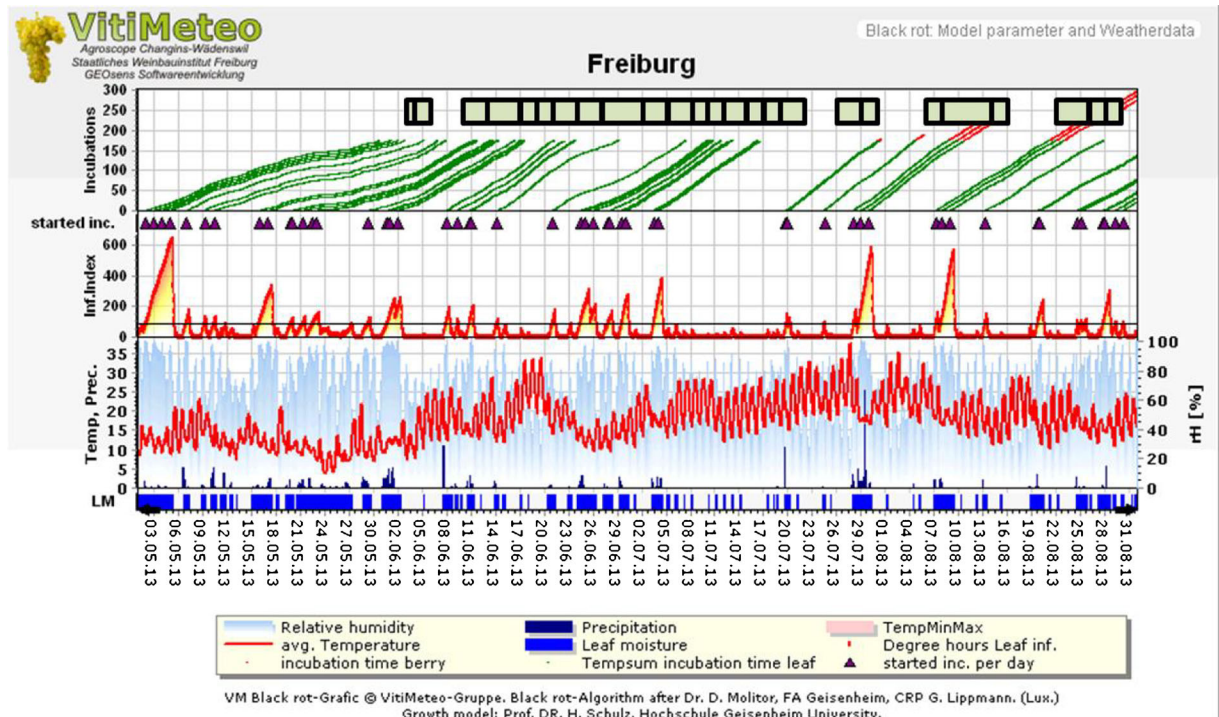 VitiMeteo
Agroscope Changins-Wädenswil
Staatliches Weinbauinstitut Freiburg
GEOsens Softwareentwicklung
Black rot: Model parameter and Weatherdata
Freiburg
Incubations
300
250
200
150
100
50
0
started inc.
Inf.Index
600
400
200
0
Temp, Prec.
35
30
25
20
15
10
5
0
100
80
60
40
20
0
H [%]
LM
03.05.13
06.05.13
09.05.13
12.05.13
15.05.13
18.05.13
21.05.13
24.05.13
27.05.13
30.05.13
02.06.13
05.06.13
08.06.13
11.06.13
14.06.13
17.06.13
20.06.13
23.06.13
26.06.13
29.06.13
02.07.13
05.07.13
08.07.13
11.07.13
14.07.13
17.07.13
20.07.13
23.07.13
26.07.13
29.07.13
01.08.13
04.08.13
07.08.13
10.08.13
13.08.13
16.08.13
19.08.13
22.08.13
25.08.13
28.08.13
31.08.13
Relative humidity
Precipitation
TempMinMax
avg. Temperature
Leaf moisture
Degree hours Leaf inf.
incubation time berry
Tempsum incubation time leaf
started inc. per day
VM Black rot-Grafic © VitiMeteo-Gruppe. Black rot-Algorithm after Dr. D. Molitor, FA Geisenheim, CRP G. Lippmann. (Lux.)
Growth model: Prof. DR. H. Schulz, Hochschule Geisenheim University.